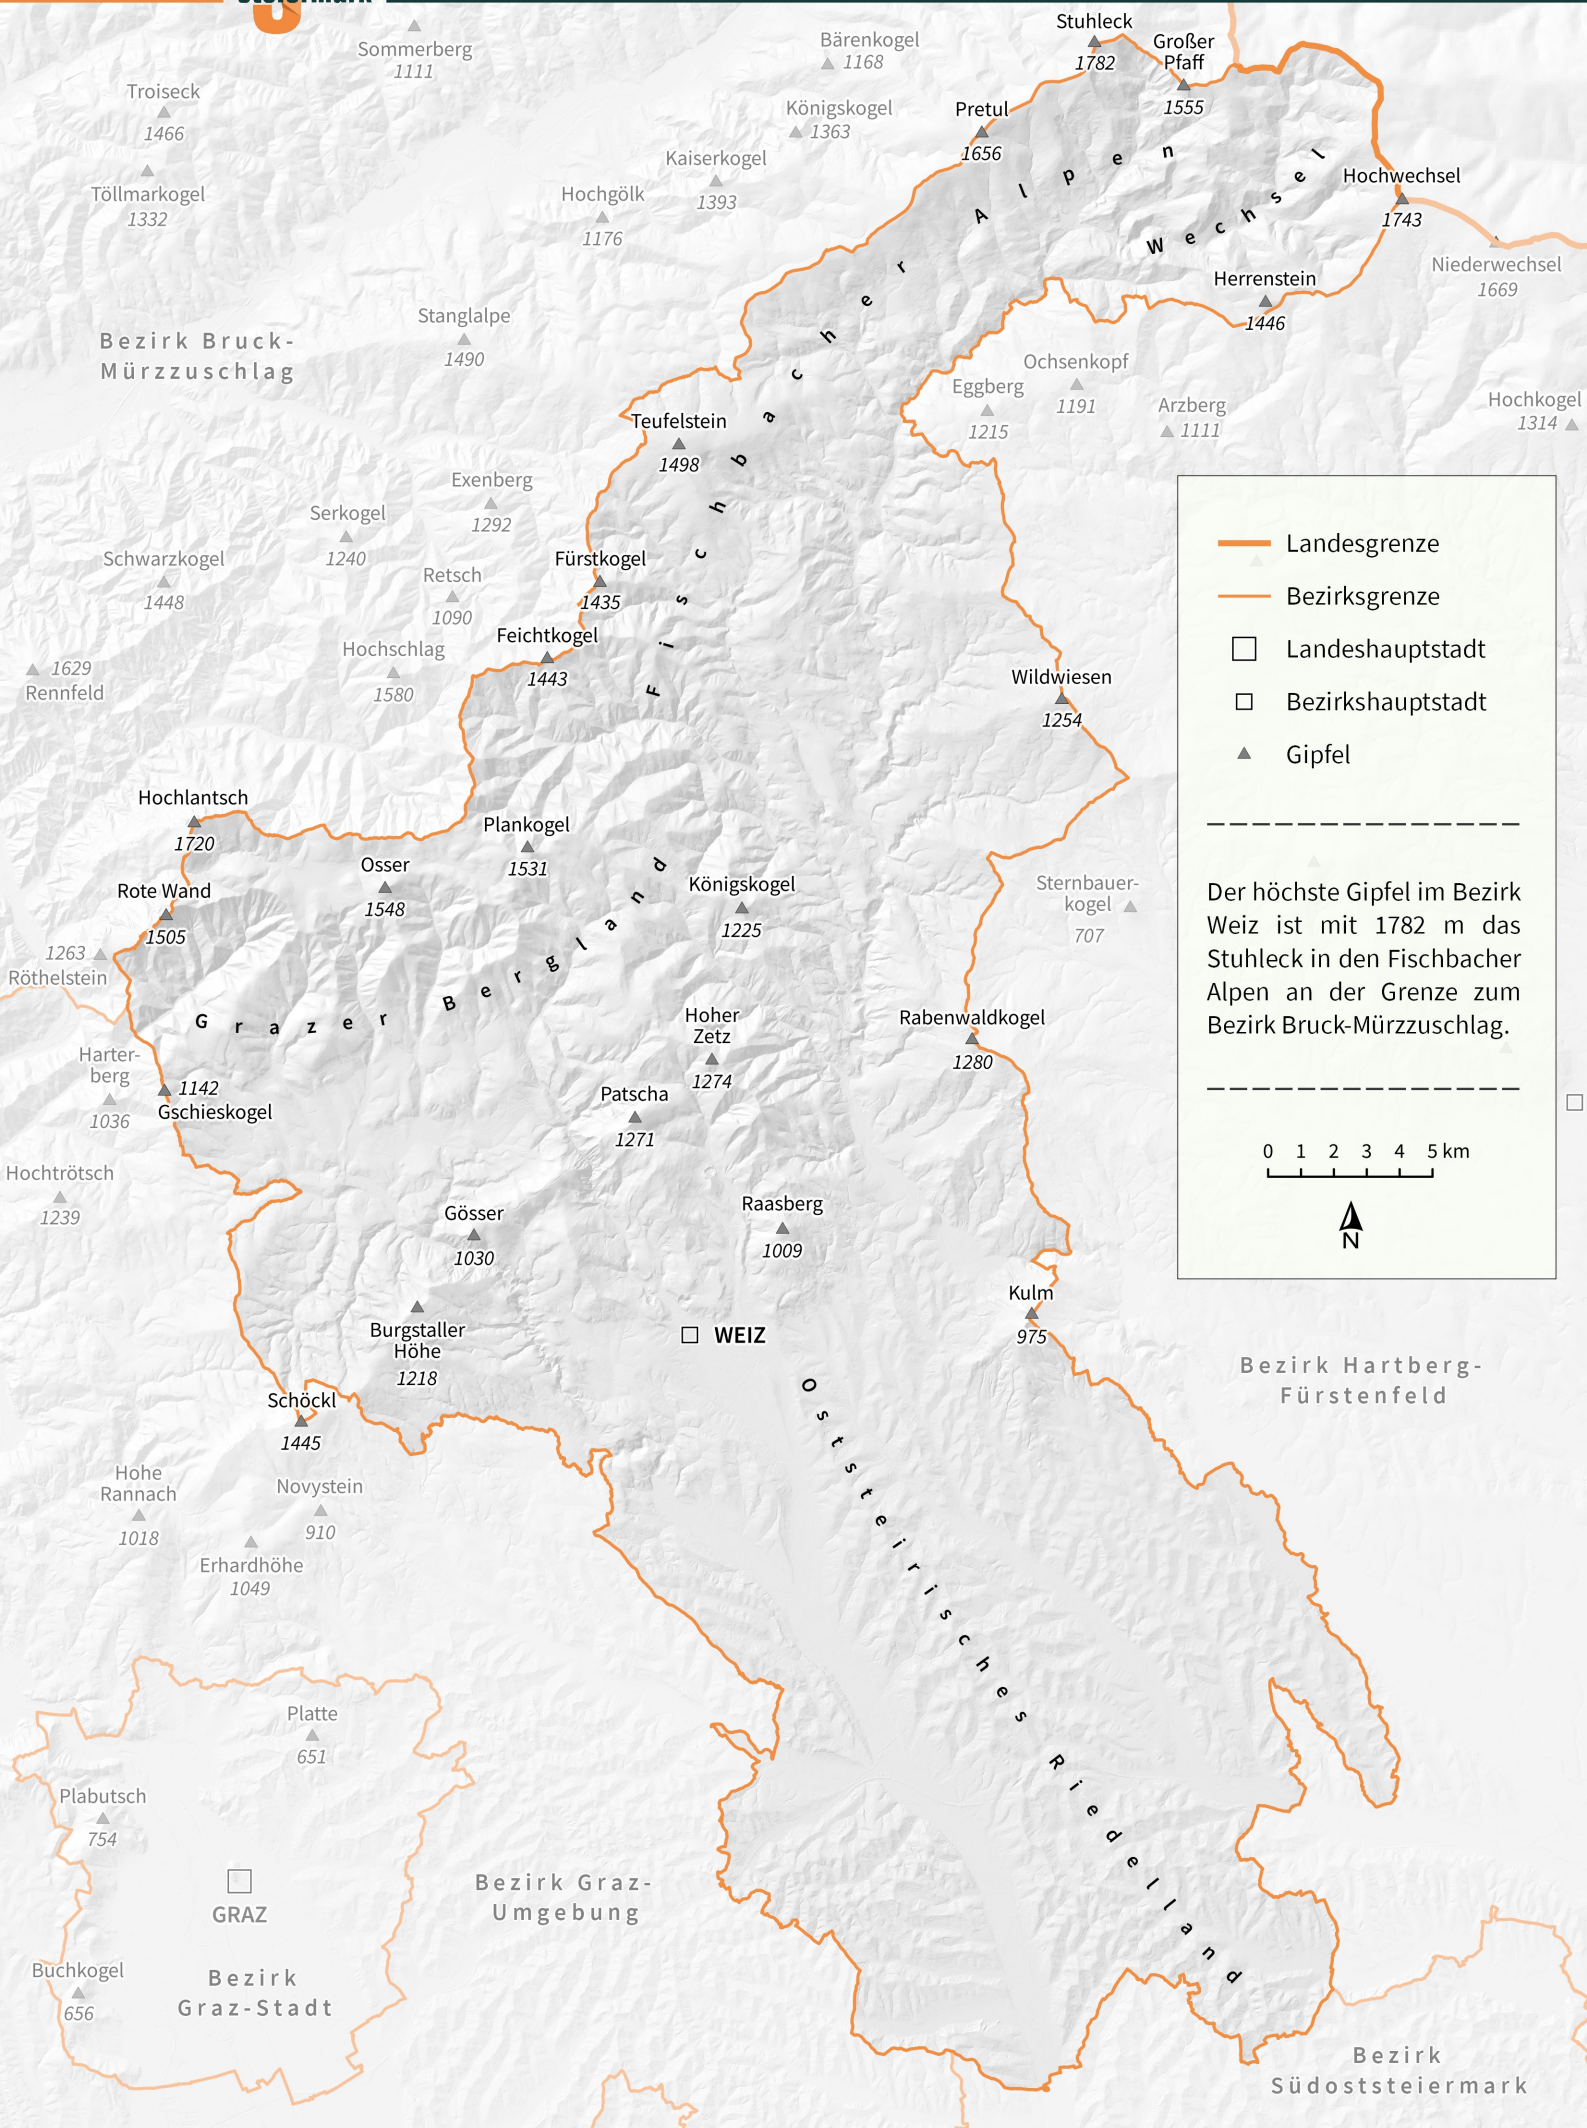 Steiermark
Sommerberg
1111
Bärenkogel
1168
Stuhleck
1782
Großer
Pfaff
1555
Troiseck
1466
Königskogel
1363
Pretul
1656
Töllmarkogel
1332
Kaiserkogel
1393
Hochgölk
1176
Hochwechsel
1743
Niederwechsel
1669
Wechsel
Herrenstein
1446
Fischbacher Alpen
Stanglalpe
1490
Bezirk Bruck-
Mürzzuschlag
Ochsenkopf
1191
Eggberg
1215
Arzberg
1111
Hochkogel
1314
Teufelstein
1498
Exenberg
1292
Serkogel
1240
Schwarzkogel
1448
Retsch
1090
Fürstkogel
1435
Feichtkogel
1443
Hochschlag
1580
1629
Rennfeld
Wildwiesen
1254
Landesgrenze
Bezirksgrenze
Landeshauptstadt
Bezirkshauptstadt
Gipfel
Der höchste Gipfel im Bezirk
Weiz ist mit 1782 m das
Stuhleck in den Fischbacher
Alpen an der Grenze zum
Bezirk Bruck-Mürzzuschlag.
0 1 2 3 4 5 km
N
Hochlantsch
1720
Plankogel
1531
Osser
1548
Rote Wand
1505
Königskogel
1225
Sternbauer-
kogel
707
1263
Röthelstein
Grazer Bergland
Hoher
Zetz
1274
Rabenwaldkogel
1280
Harter-
berg
1036
1142
Gschieskogel
Patscha
1271
Hochtrötsch
1239
Gösser
1030
Raasberg
1009
Kulm
975
Burgstaller
Höhe
1218
WEIZ
Bezirk Hartberg-
Fürstenfeld
Schöckl
1445
Oststeirisches Riedelland
Hohe
Rannach
1018
Novystein
910
Erhardhöhe
1049
Platte
651
Plabutsch
754
GRAZ
Bezirk Graz-
Umgebung
Buchkogel
656
Bezirk
Graz-Stadt
Bezirk
Südoststeiermark